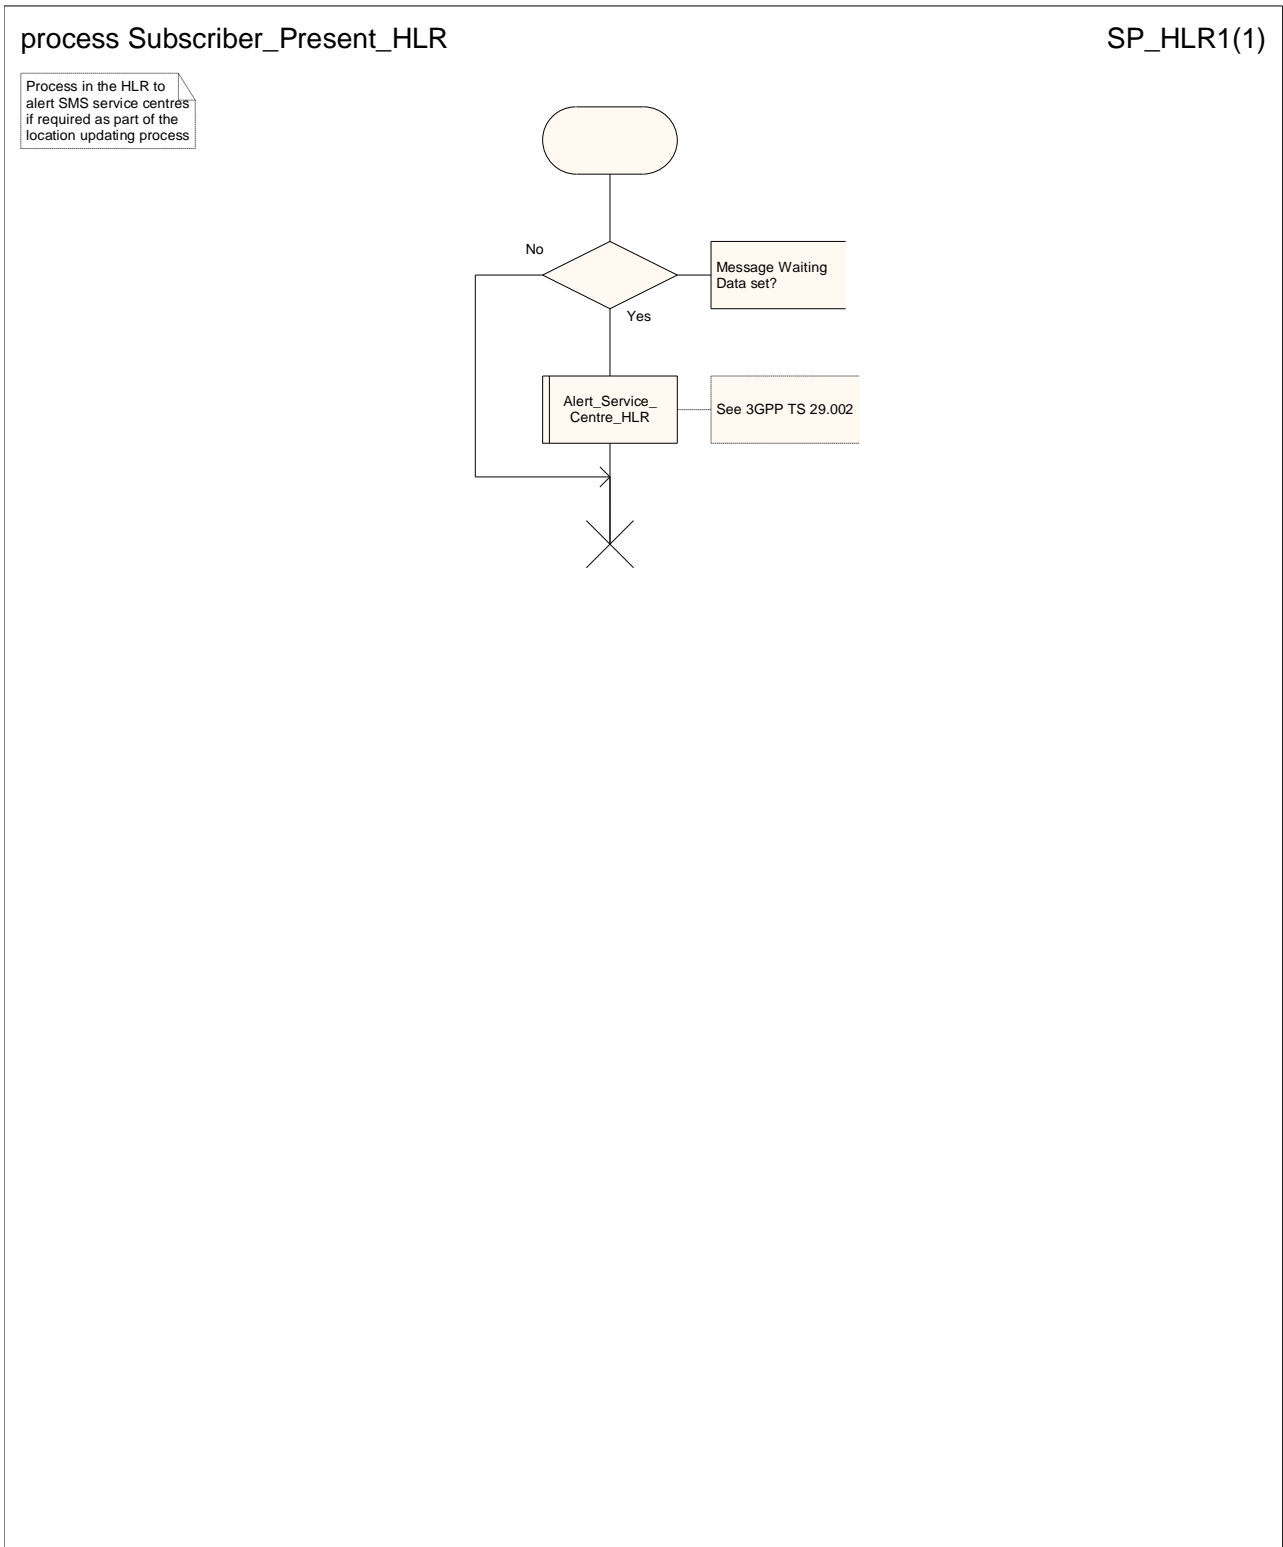 process Subscriber_Present_HLR
SP_HLR1(1)
Process in the HLR to
alert SMS service centres
if required as part of the
location updating process
No
Message Waiting
Data set?
Yes
Alert_Service_
Centre_HLR
See 3GPP TS 29.002